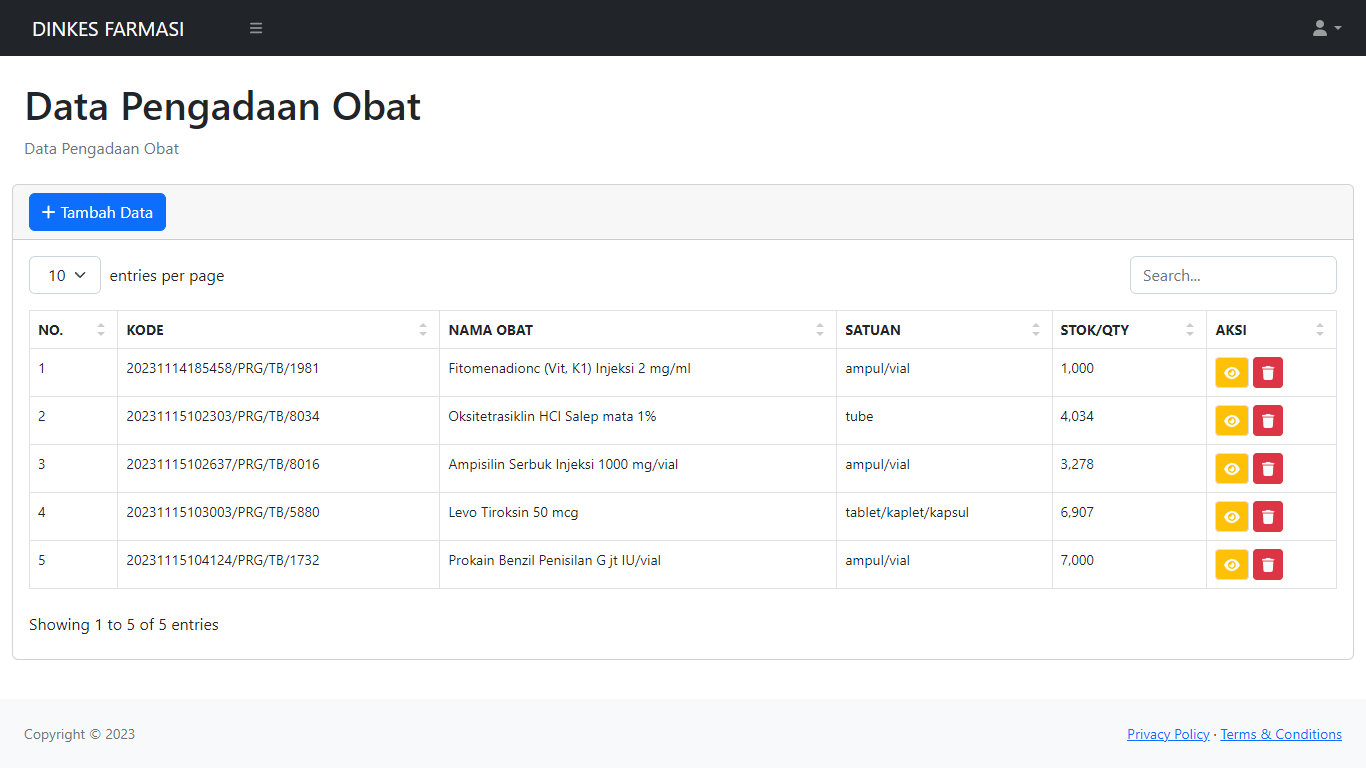 DINKES FARMASI
Data Pengadaan Obat
Data Pengadaan Obat
Tambah Data
10 entries per page Search...
NO. KODE NAMA OBAT SATUAN STOK/QTY AKSI
1 20231114185458/PRG/TB/1981 Fitomenadionc (Vit, K1) Injeksi 2 mg/ml ampul/vial 1,000
2 20231115102303/PRG/TB/8034 Oksitetrasiklin HCl Salep mata 1% tube 4,034
3 20231115102637/PRG/TB/8016 Ampisilin Serbuk Injeksi 1000 mg/vial ampul/vial 3,278
4 20231115103003/PRG/TB/5880 Levo Tiroksin 50 mcg tablet/kaplet/kapsul 6,907
5 20231115104124/PRG/TB/1732 Prokain Benzil Penisilan G jt IU/vial ampul/vial 7,000
Showing 1 to 5 of 5 entries
Copyright © 2023 Privacy Policy · Terms & Conditions